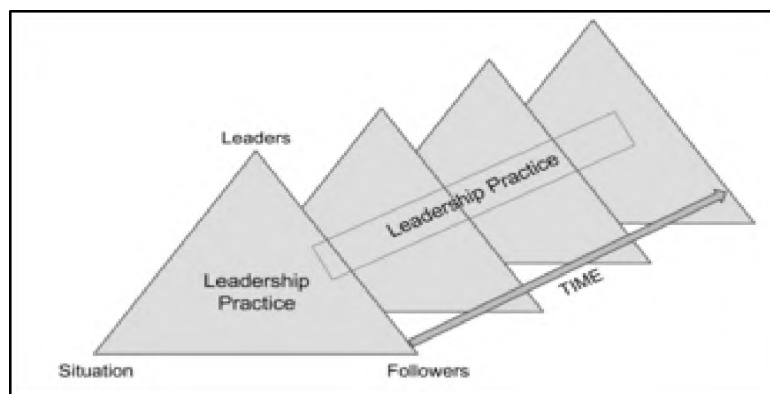 Leaders
Leadership Practice
Leadership
Practice
TIME
Situation
Followers